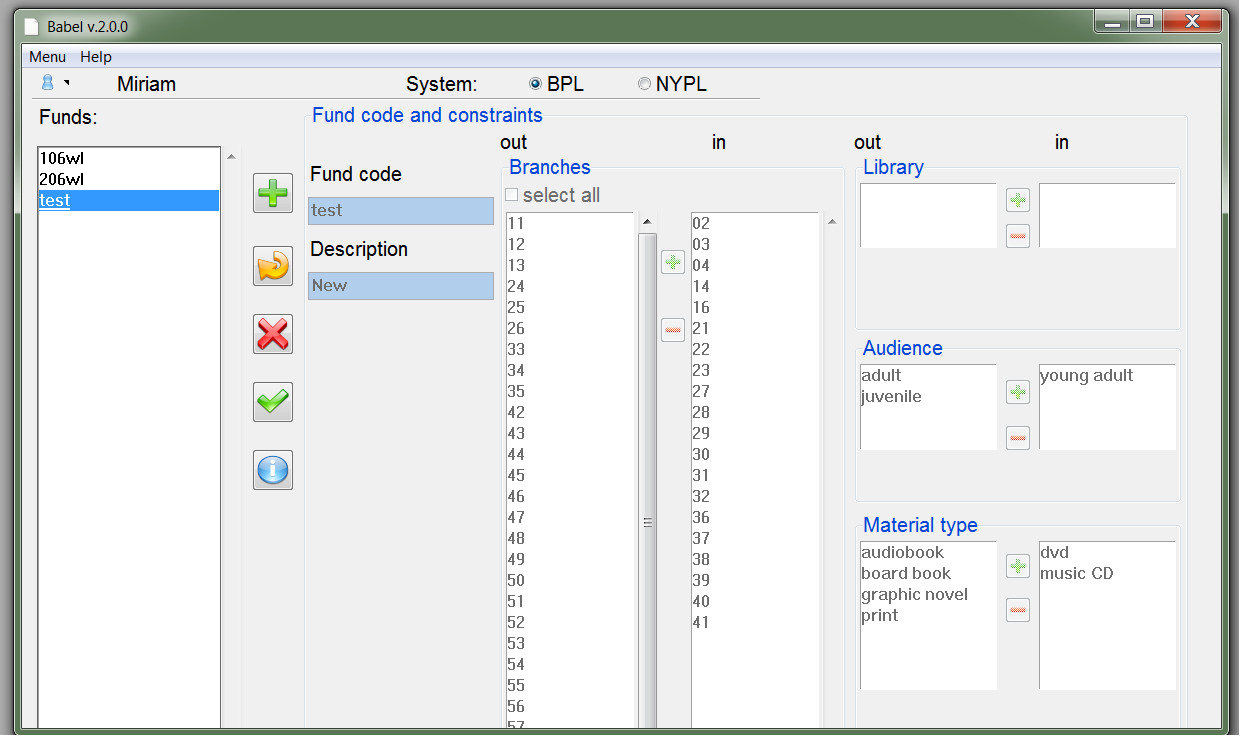 Babel v.2.0.0
Menu Help
Miriam System: BPL NYPL
Funds:
106wl
206wl
test
Fund code and constraints
out in out in
Fund code
test
Description
New
Branches
select all
11
12
13
24
25
26
33
34
35
42
43
44
45
46
47
48
49
50
51
52
53
54
55
56
57
02
03
04
14
16
21
22
23
27
28
29
30
31
32
36
37
38
39
40
41
Library
Audience
adult
juvenile
young adult
Material type
audiobook
board book
graphic novel
print
dvd
music CD